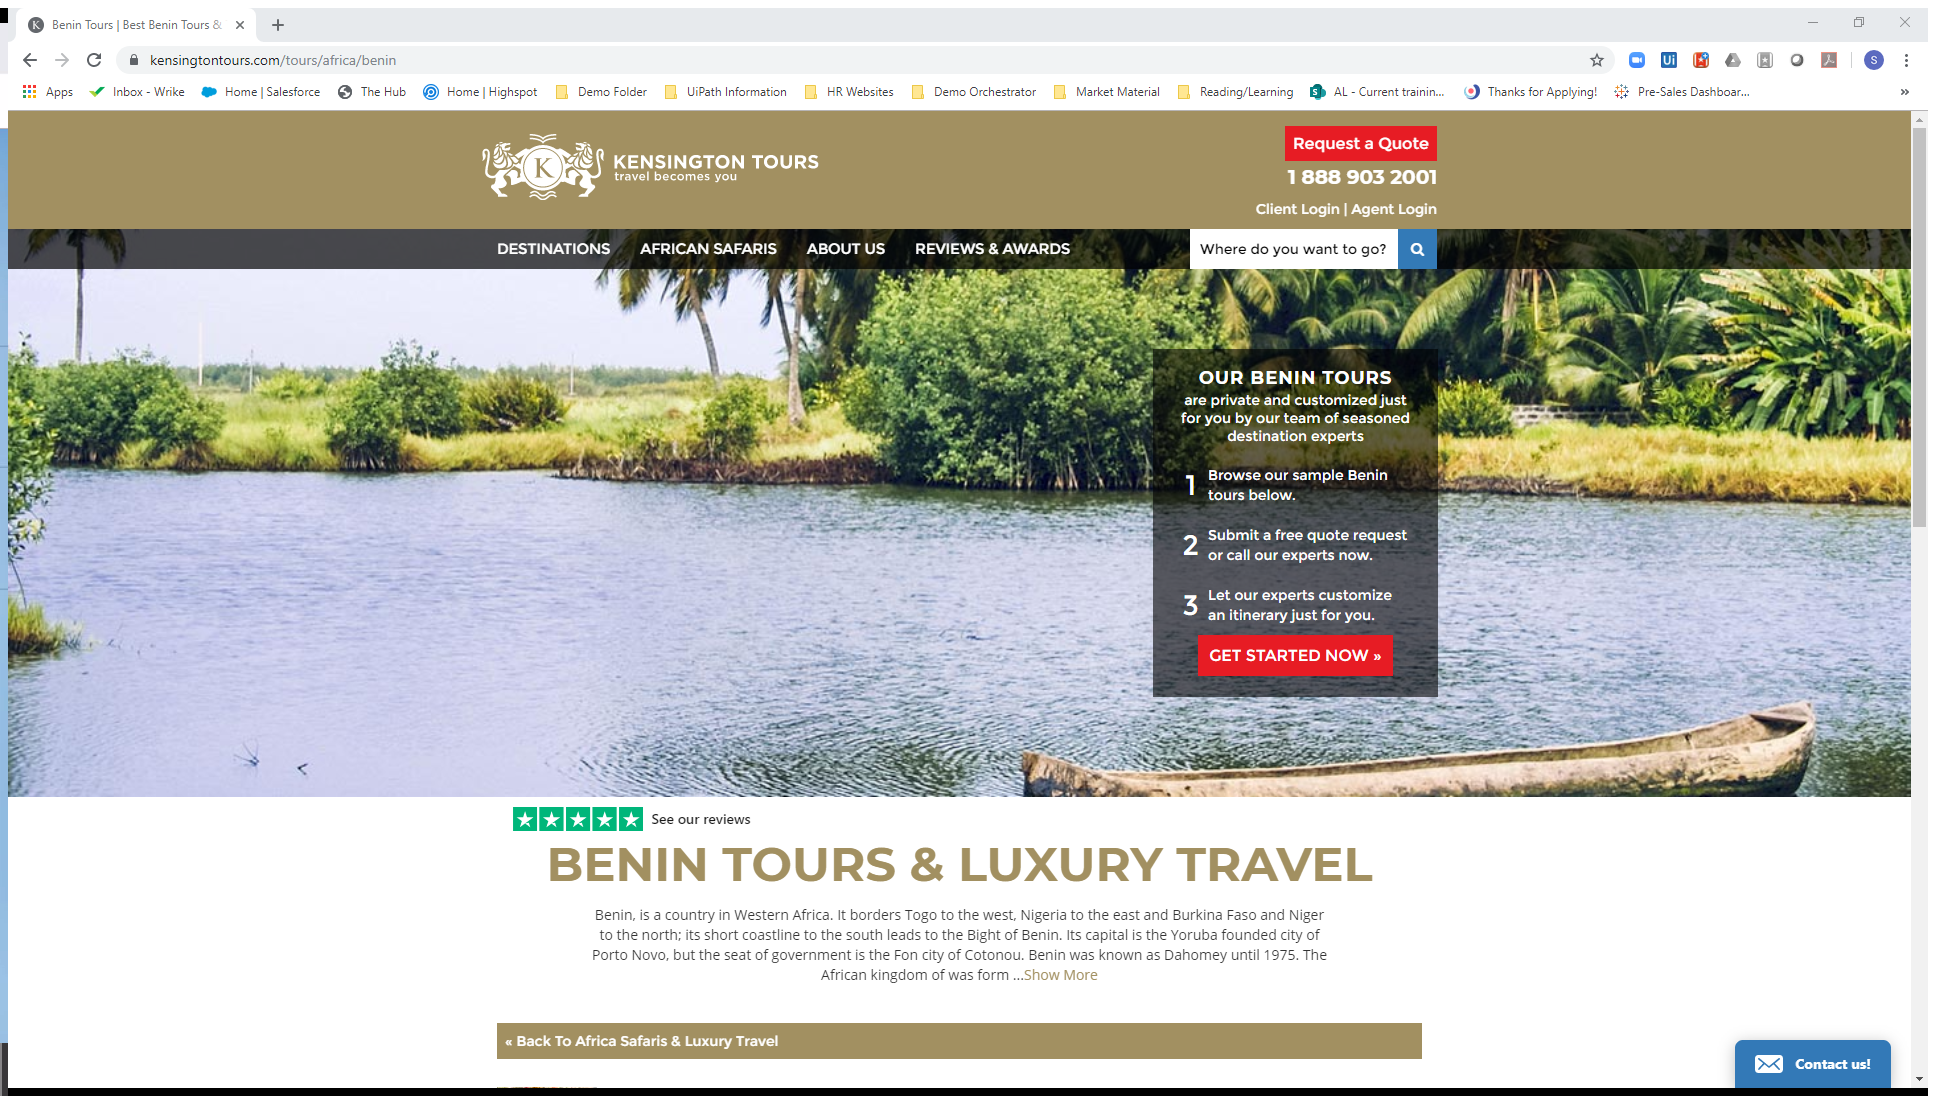 Benin Tours | Best Benin Tours &
kensingtontours.com/tours/africa/benin
S
Apps
Inbox - Wrike
Home | Salesforce
The Hub
Home | Highspot
Demo Folder
UiPath Information
HR Websites
Demo Orchestrator
Market Material
Reading/Learning
AL - Current trainin...
Thanks for Applying!
Pre-Sales Dashboar...
»
K
KENSINGTON TOURS
travel becomes you
Request a Quote
1 888 903 2001
Client Login | Agent Login
DESTINATIONS
AFRICAN SAFARIS
ABOUT US
REVIEWS & AWARDS
Where do you want to go?
OUR BENIN TOURS
are private and customized just
for you by our team of seasoned
destination experts
1 Browse our sample Benin
tours below.
2 Submit a free quote request
or call our experts now.
3 Let our experts customize
an itinerary just for you.
GET STARTED NOW »
See our reviews
BENIN TOURS & LUXURY TRAVEL
Benin, is a country in Western Africa. It borders Togo to the west, Nigeria to the east and Burkina Faso and Niger
to the north; its short coastline to the south leads to the Bight of Benin. Its capital is the Yoruba founded city of
Porto Novo, but the seat of government is the Fon city of Cotonou. Benin was known as Dahomey until 1975. The
African kingdom of was form ...Show More
« Back To Africa Safaris & Luxury Travel
Contact us!